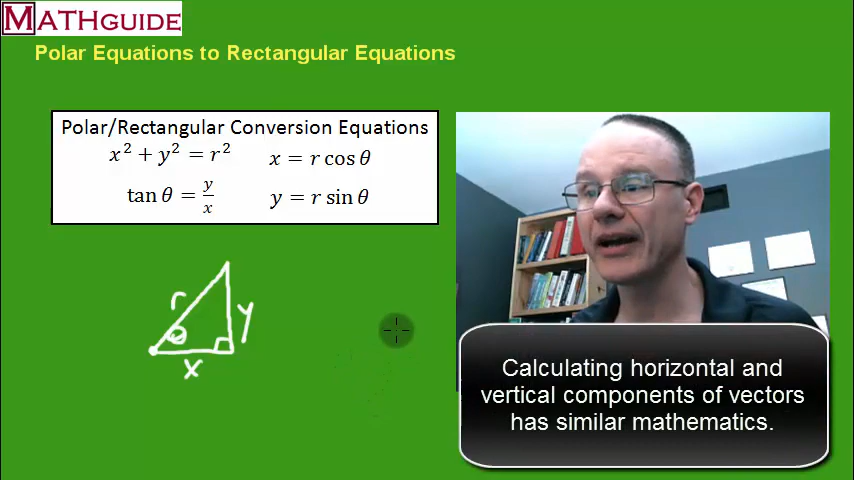 MATHGUIDE
Polar Equations to Rectangular Equations
Polar/Rectangular Conversion Equations
x² + y² = r²
x = r cos θ
tan θ = y/x
y = r sin θ
r
y
θ
x
Calculating horizontal and
vertical components of vectors
has similar mathematics.